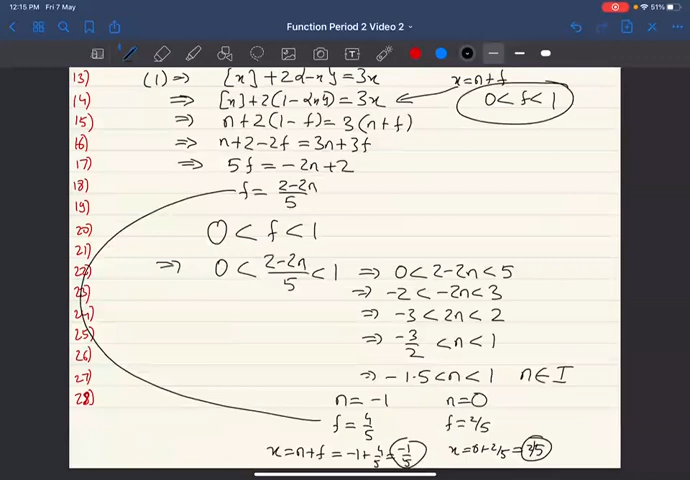 12:15 PM Fri 7 May
51%
Function Period 2 Video 2
13) (1) ⇒ [x] + 2{-x} = 3x
x = n + f
14) ⇒ [x] + 2(1 - {x}) = 3x
0 < f < 1
15) ⇒ n + 2(1 - f) = 3(n + f)
16) ⇒ n + 2 - 2f = 3n + 3f
17) ⇒ 5f = -2n + 2
18) f = (2-2n)/5
19)
20) 0 < f < 1
21)
22) ⇒ 0 < (2-2n)/5 < 1 ⇒ 0 < 2-2n < 5
23) ⇒ -2 < -2n < 3
24) ⇒ -3 < 2n < 2
25) ⇒ -3/2 < n < 1
26)
27) ⇒ -1.5 < n < 1 n ∈ I
28) n = -1 n = 0
f = 4/5 f = 2/5
x = n + f = -1 + 4/5 = -1/5 x = 0 + 2/5 = 2/5